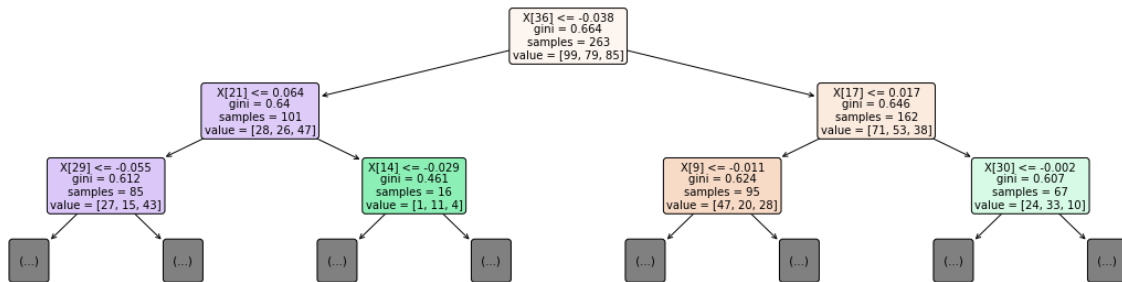 X[36] <= -0.038
gini = 0.664
samples = 263
value = [99, 79, 85]
X[21] <= 0.064
gini = 0.64
samples = 101
value = [28, 26, 47]
X[17] <= 0.017
gini = 0.646
samples = 162
value = [71, 53, 38]
X[29] <= -0.055
gini = 0.612
samples = 85
value = [27, 15, 43]
X[14] <= -0.029
gini = 0.461
samples = 16
value = [1, 11, 4]
X[9] <= -0.011
gini = 0.624
samples = 95
value = [47, 20, 28]
X[30] <= -0.002
gini = 0.607
samples = 67
value = [24, 33, 10]
(...)
(...)
(...)
(...)
(...)
(...)
(...)
(...)